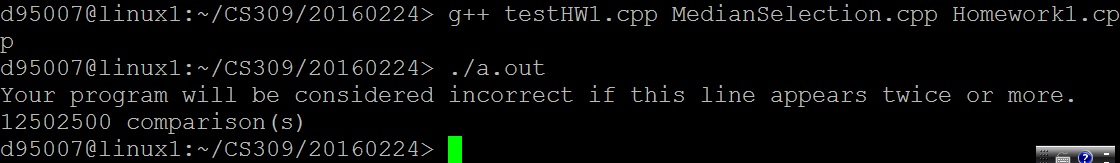 d95007@linux1:~/CS309/20160224> g++ testHW1.cpp MedianSelection.cpp Homework1.cp
p
d95007@linux1:~/CS309/20160224> ./a.out
Your program will be considered incorrect if this line appears twice or more.
12502500 comparison(s)
d95007@linux1:~/CS309/20160224>